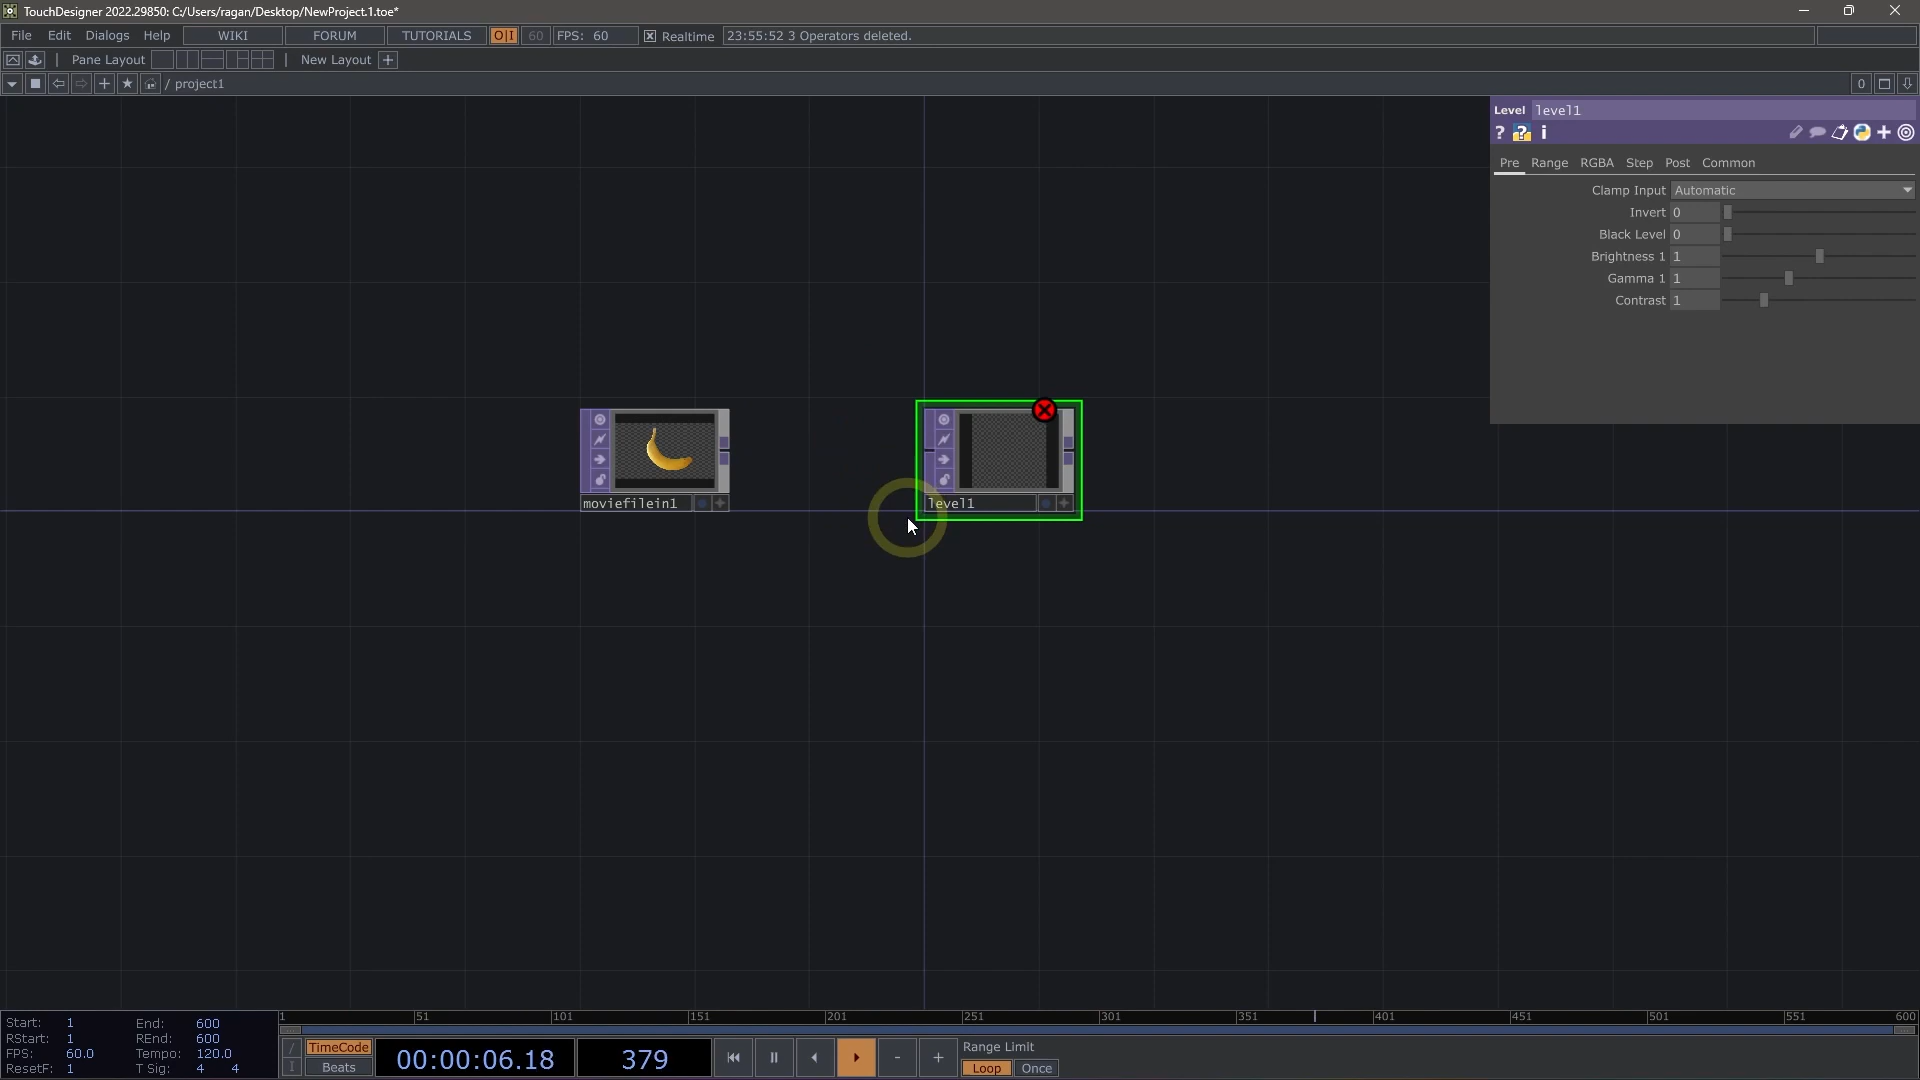 TouchDesigner 2022.29850: C:/Users/ragan/Desktop/NewProject.1.toe*
File Edit Dialogs Help WIKI FORUM TUTORIALS O|I 60 FPS: 60 Realtime 23:55:52 3 Operators deleted.
Pane Layout New Layout +
/ project1 0
Level level1
? ? i
Pre Range RGBA Step Post Common
Clamp Input Automatic
Invert 0
Black Level 0
Brightness 1 1
Gamma 1 1
Contrast 1
moviefilein1
level1
1 51 101 151 201 251 301 351 401 451 501 551 600
Start: 1 End: 600
RStart: 1 REnd: 600
FPS: 60.0 Tempo: 120.0
ResetF: 1 T Sig: 4 4
/ I
TimeCode
Beats
00:00:06.18
379
- +
Range Limit
Loop Once